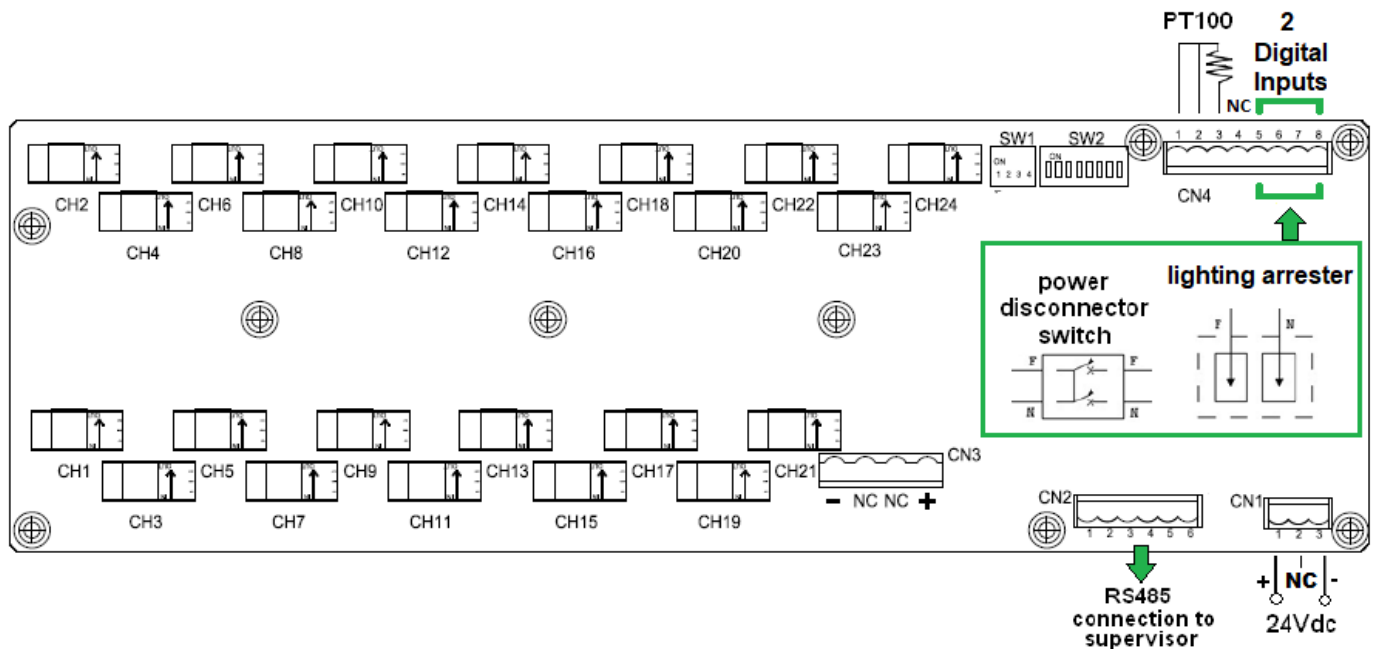 PT100
2
Digital
Inputs
NC
SW1
ON
1 2 3 4
SW2
ON
1 2 3 4 5 6 7 8
CN4
CH2
CH6
CH10
CH14
CH18
CH22
CH24
CH4
CH8
CH12
CH16
CH20
CH23
power
disconnector
switch
F
F
N
N
lighting arrester
F
N
CH1
CH5
CH9
CH13
CH17
CH21
CN3
- NC NC +
CH3
CH7
CH11
CH15
CH19
CN2
1 2 3 4 5 6
CN1
1 2 3
RS485
connection to
supervisor
+ NC -
24Vdc